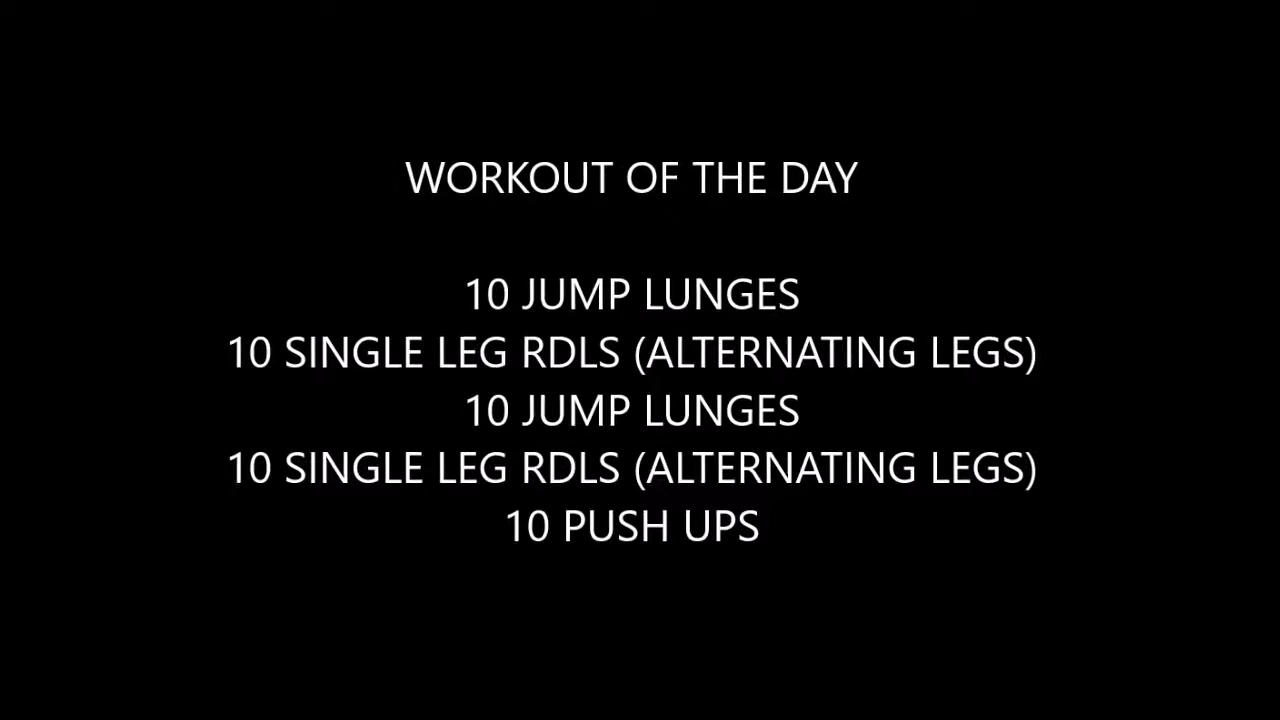 WORKOUT OF THE DAY
10 JUMP LUNGES
10 SINGLE LEG RDLS (ALTERNATING LEGS)
10 JUMP LUNGES
10 SINGLE LEG RDLS (ALTERNATING LEGS)
10 PUSH UPS